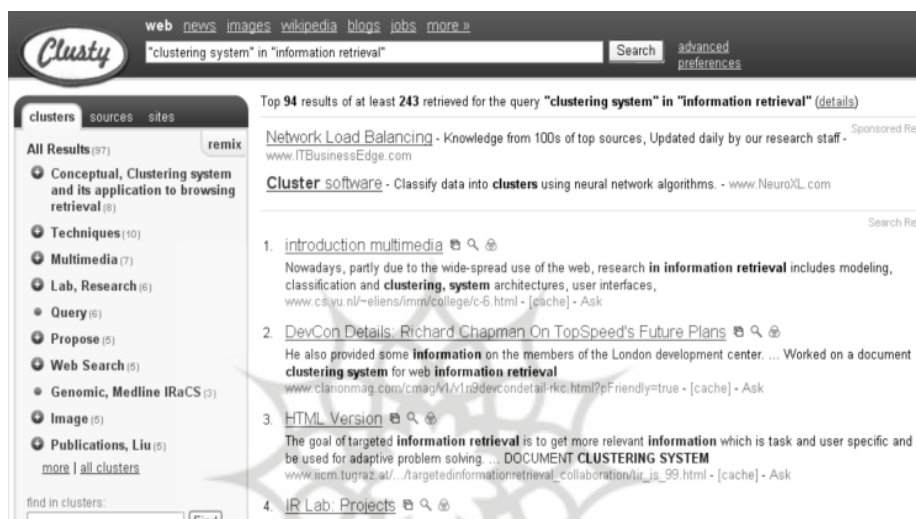 web news images wikipedia blogs jobs more »
Clusty
"clustering system" in "information retrieval"
Search
advanced
preferences
clusters sources sites
remix
All Results (97)
Conceptual, Clustering system
and its application to browsing
retrieval (8)
Techniques (10)
Multimedia (7)
Lab, Research (6)
Query (6)
Propose (5)
Web Search (5)
Genomic, Medline IRaCS (3)
Image (5)
Publications, Liu (5)
more | all clusters
find in clusters:
Find
Top 94 results of at least 243 retrieved for the query "clustering system" in "information retrieval" (details)
Sponsored Re
Network Load Balancing - Knowledge from 100s of top sources, Updated daily by our research staff -
www.ITBusinessEdge.com
Cluster software - Classify data into clusters using neural network algorithms. - www.NeuroXL.com
Search Re
1. introduction multimedia
Nowadays, partly due to the wide-spread use of the web, research in information retrieval includes modeling,
classification and clustering, system architectures, user interfaces,
www.cs.vu.nl/~eliens/imm/college/c-6.html - [cache] - Ask
2. DevCon Details: Richard Chapman On TopSpeed's Future Plans
He also provided some information on the members of the London development center. ... Worked on a document
clustering system for web information retrieval
www.clarionmag.com/cmag/v1/v1n9devcondetail-rkc.html?pFriendly=true - [cache] - Ask
3. HTML Version
The goal of targeted information retrieval is to get more relevant information which is task and user specific and
be used for adaptive problem solving. ... DOCUMENT CLUSTERING SYSTEM
www.iicm.tugraz.at/.../targetedinformationretrieval_collaboration/tir_is_99.html - [cache] - Ask
4. IR Lab: Projects